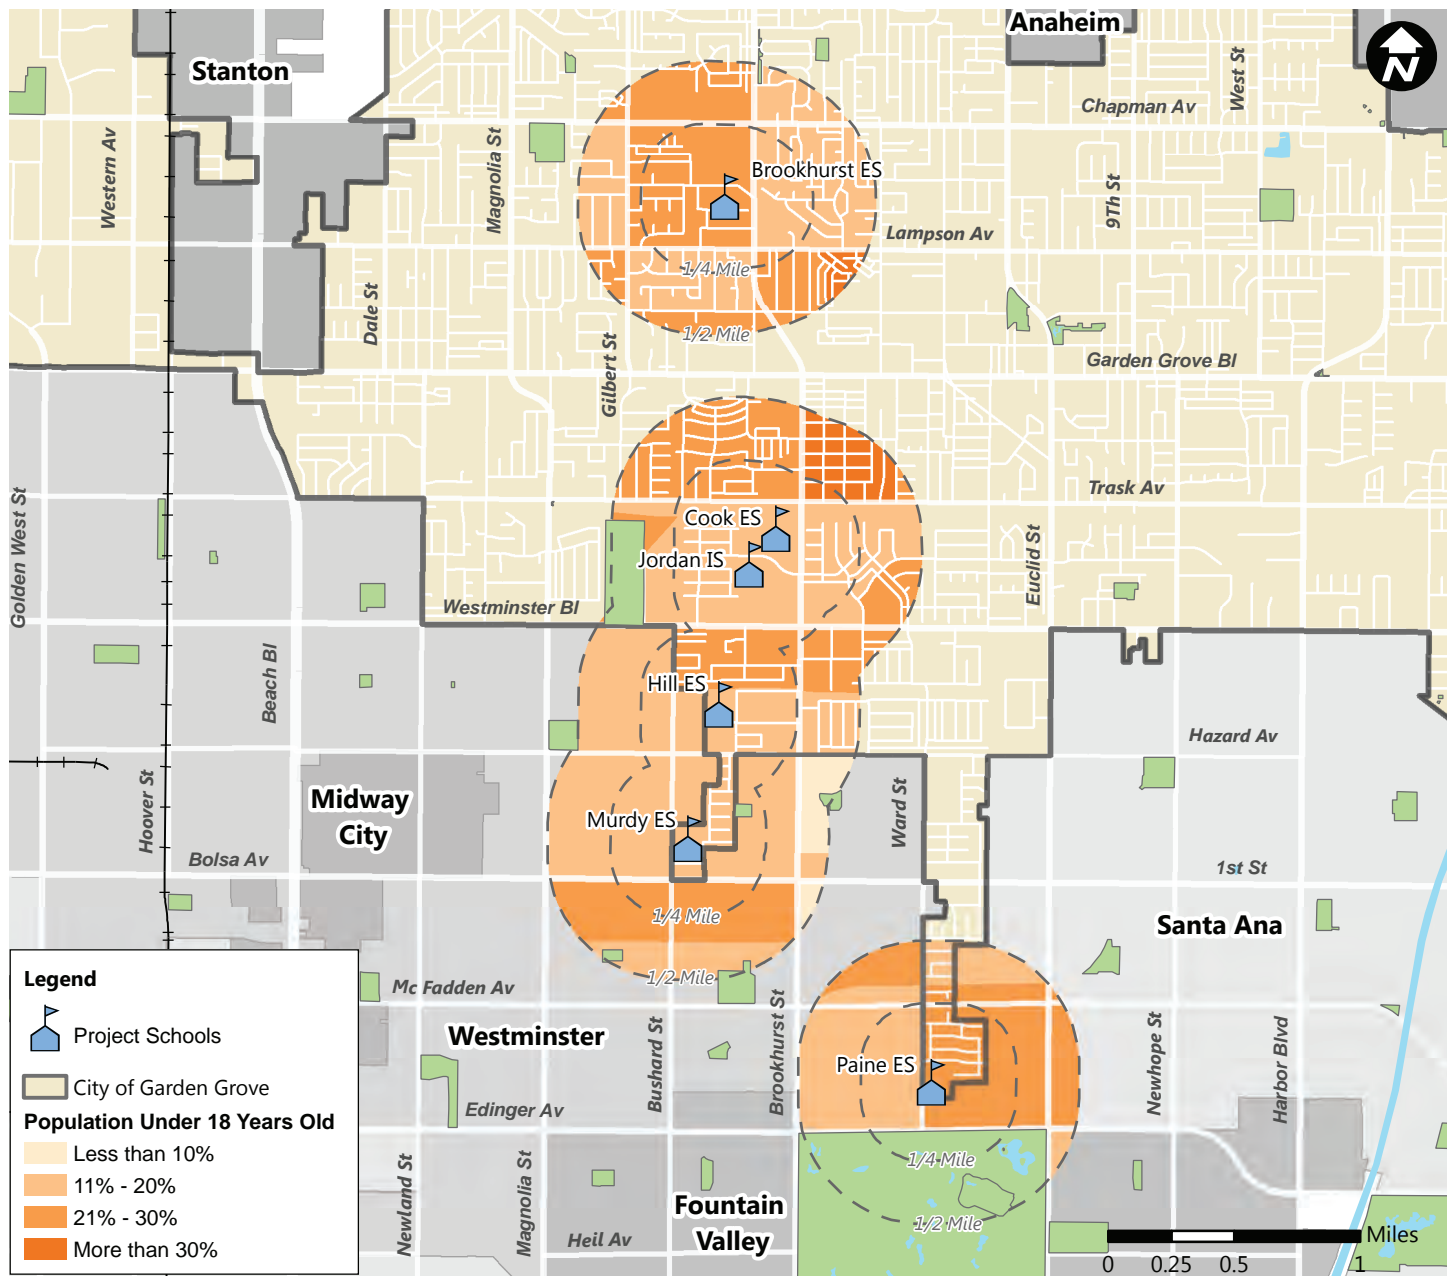 Anaheim
Stanton
N
West St
Chapman Av
Western Av
Magnolia St
Brookhurst ES
9Th St
Lampson Av
1/4 Mile
Dale St
1/2 Mile
Gilbert St
Garden Grove Bl
Golden West St
Trask Av
Cook ES
Jordan IS
Euclid St
Westminster Bl
Beach Bl
Hill ES
Hazard Av
Hoover St
Midway
City
Ward St
Murdy ES
Bolsa Av
1st St
1/4 Mile
Santa Ana
1/2 Mile
Mc Fadden Av
Brookhurst St
Westminster
Bushard St
Paine ES
Newhope St
Harbor Blvd
Edinger Av
1/4 Mile
Newland St
Magnolia St
Fountain
Valley
1/2 Mile
Heil Av
Legend
Project Schools
City of Garden Grove
Population Under 18 Years Old
Less than 10%
11% - 20%
21% - 30%
More than 30%
Miles
0 0.25 0.5 1